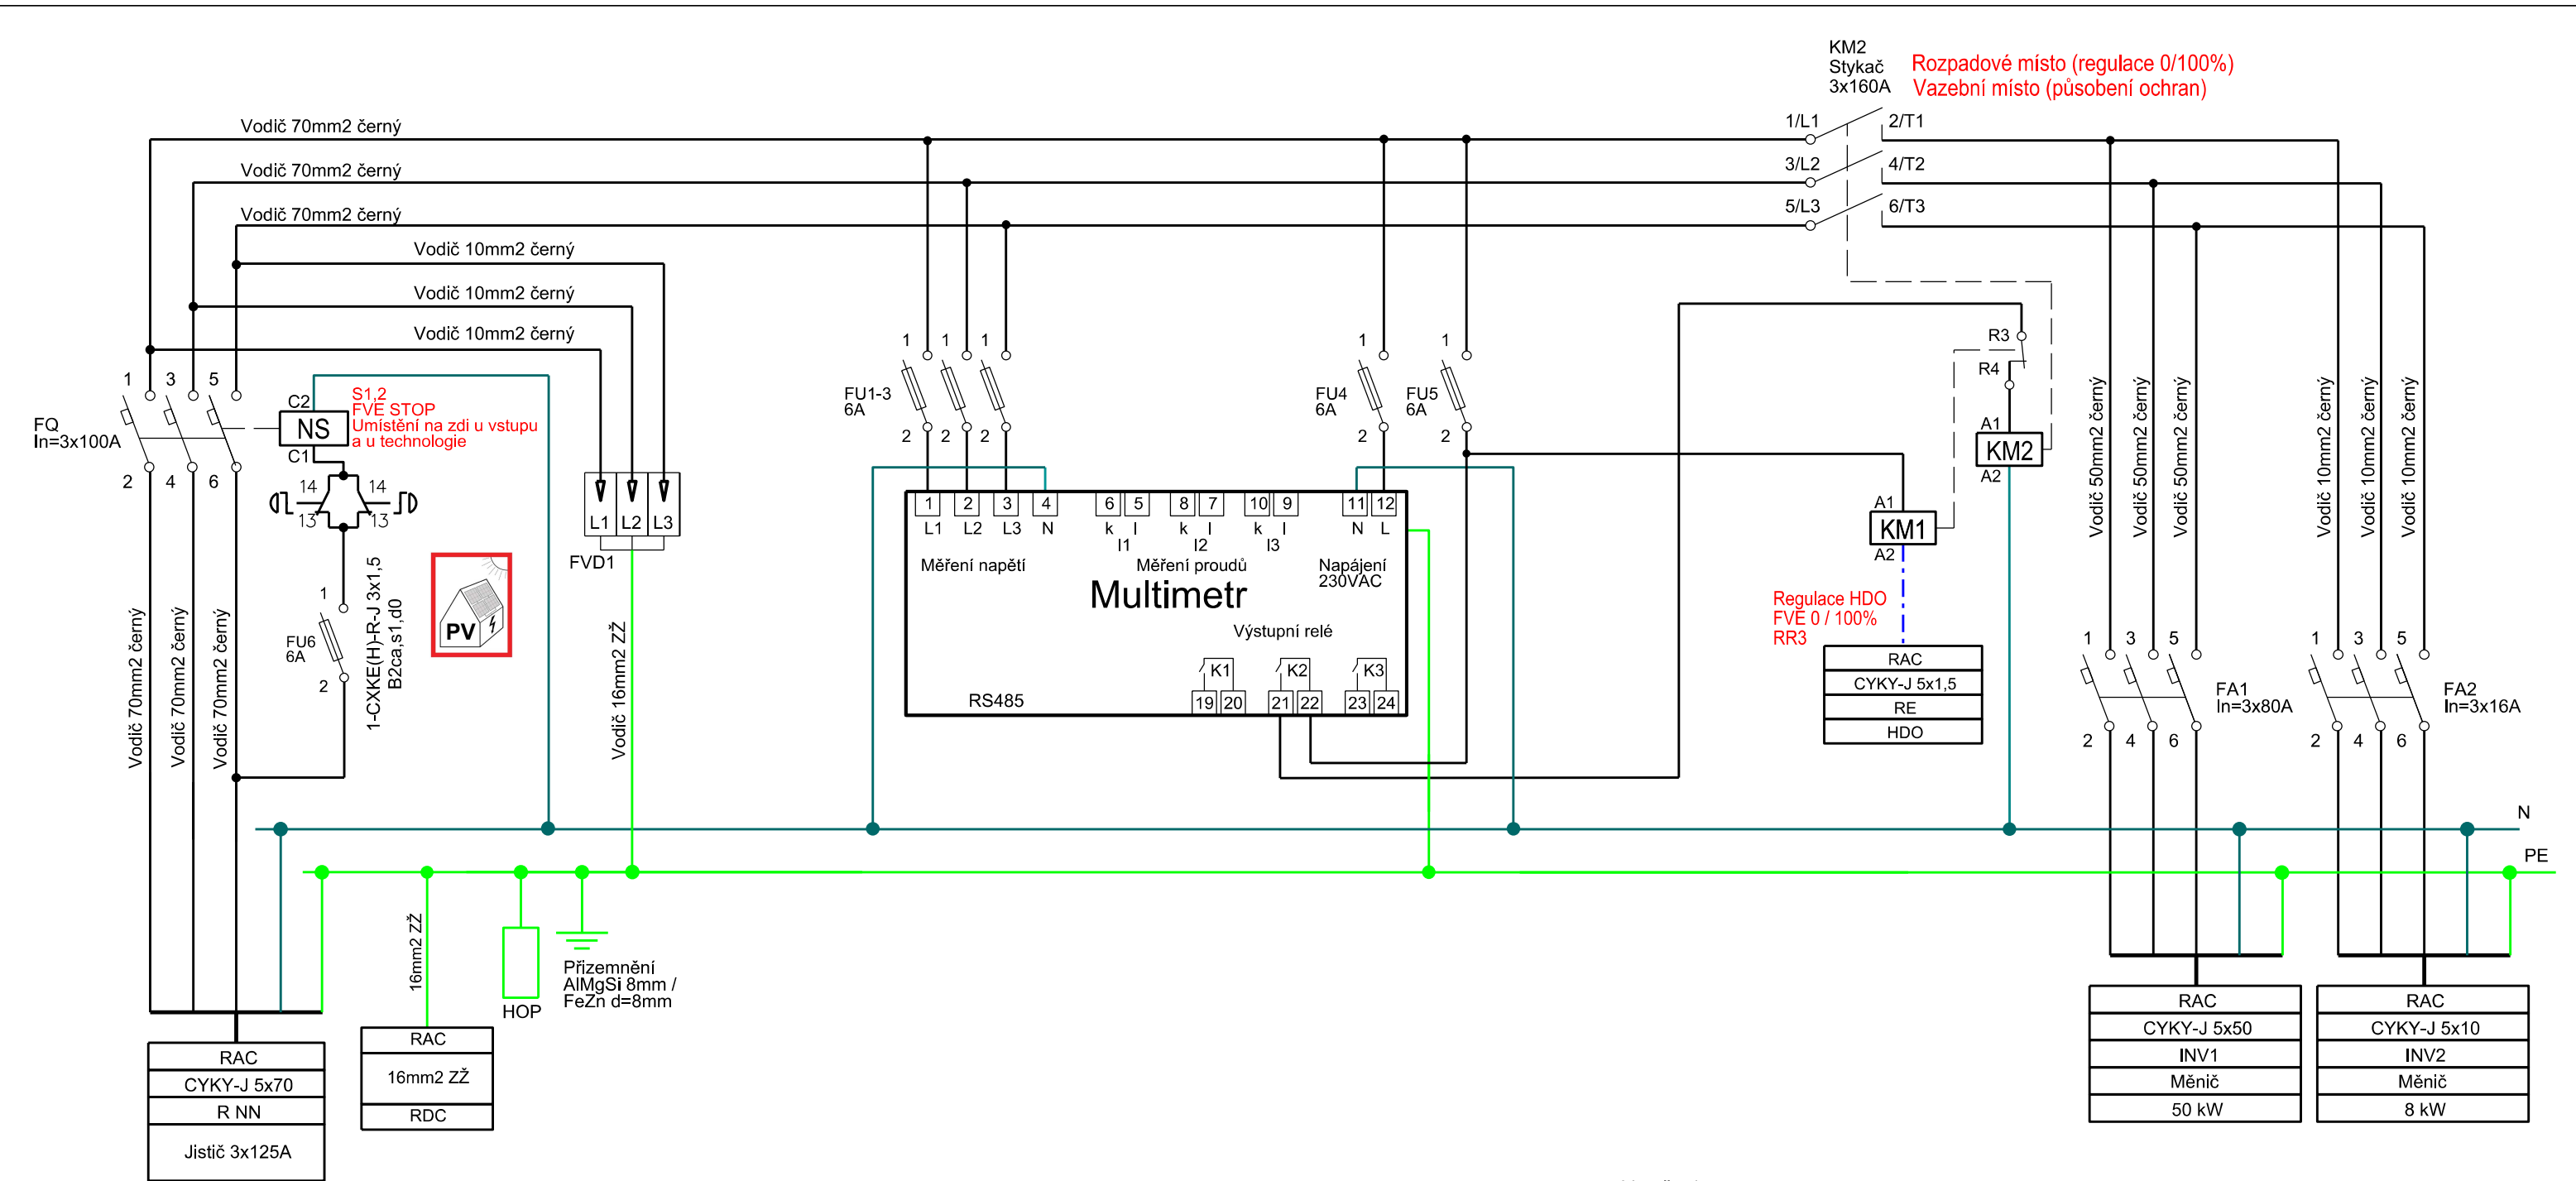 KM2
Stykač
3x160A
Rozpadové místo (regulace 0/100%)
Vazební místo (působení ochran)
Vodič 70mm2 černý
1/L1
2/T1
Vodič 70mm2 černý
3/L2
4/T2
Vodič 70mm2 černý
5/L3
6/T3
Vodič 10mm2 černý
Vodič 10mm2 černý
Vodič 10mm2 černý
1
3
5
FQ
In=3x100A
2
4
6
C2
NS
C1
S1,2
FVE STOP
Umístění na zdi u vstupu
a u technologie
14
14
13
13
1
FU6
6A
2
1-CXKE(H)-R-J 3x1,5
B2ca,s1,d0
PV
Vodič 70mm2 černý
Vodič 70mm2 černý
Vodič 70mm2 černý
L1
L2
L3
FVD1
Vodič 16mm2 ZŽ
1
1
1
FU1-3
6A
2
2
2
1
FU4
6A
2
1
FU5
6A
2
1
2
3
4
6
5
8
7
10
9
11
12
L1
L2
L3
N
k
l
k
l
k
l
N
L
I1
I2
I3
Měření napětí
Měření proudů
Napájení
230VAC
Multimetr
Výstupní relé
K1
K2
K3
RS485
19
20
21
22
23
24
R3
R4
A1
KM2
A2
A1
KM1
A2
Regulace HDO
FVE 0 / 100%
RR3
RAC
CYKY-J 5x1,5
RE
HDO
Vodič 50mm2 černý
Vodič 50mm2 černý
Vodič 50mm2 černý
Vodič 10mm2 černý
Vodič 10mm2 černý
Vodič 10mm2 černý
1
3
5
FA1
In=3x80A
2
4
6
1
3
5
FA2
In=3x16A
2
4
6
N
PE
16mm2 ZŽ
HOP
Přizemnění
AlMgSi 8mm /
FeZn d=8mm
RAC
CYKY-J 5x70
R NN
Jistič 3x125A
RAC
16mm2 ZŽ
RDC
RAC
CYKY-J 5x50
INV1
Měnič
50 kW
RAC
CYKY-J 5x10
INV2
Měnič
8 kW